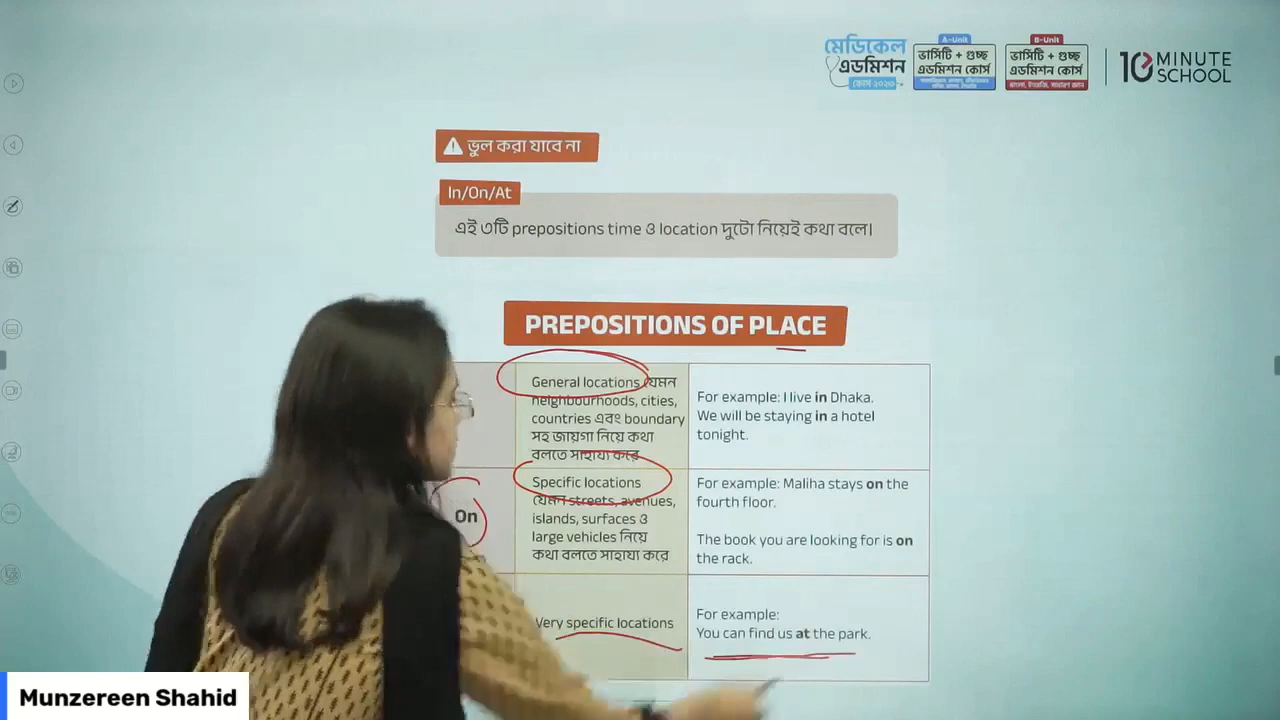 মেডিকেল
এডমিশন
কোর্স ২০২৩
A-Unit
ভার্সিটি + গুচ্ছ
এডমিশন কোর্স
B-Unit
ভার্সিটি + গুচ্ছ
এডমিশন কোর্স
বাংলা, ইংরেজি, সাধারণ জ্ঞান
10 MINUTE
SCHOOL
ভুল করা যাবে না
In/On/At
এই ৩টি prepositions time ও location দুটো নিয়েই কথা বলে।
PREPOSITIONS OF PLACE
General locations যেমন
neighbourhoods, cities,
countries এবং boundary
সহ জায়গা নিয়ে কথা
বলতে সাহায্য করে
For example: I live in Dhaka.
We will be staying in a hotel
tonight.
On
Specific locations
যেমন streets, avenues,
islands, surfaces ও
large vehicles নিয়ে
কথা বলতে সাহায্য করে
For example: Maliha stays on the
fourth floor.
The book you are looking for is on
the rack.
Very specific locations
For example:
You can find us at the park.
Munzereen Shahid